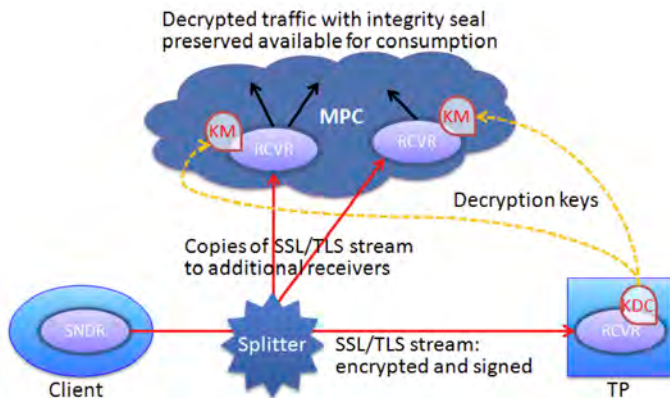 Decrypted traffic with integrity seal
preserved available for consumption
MPC
KM
KM
RCVR
RCVR
Decryption keys
Copies of SSL/TLS stream
to additional receivers
KDC
SNDR
Splitter
RCVR
SSL/TLS stream:
encrypted and signed
Client
TP